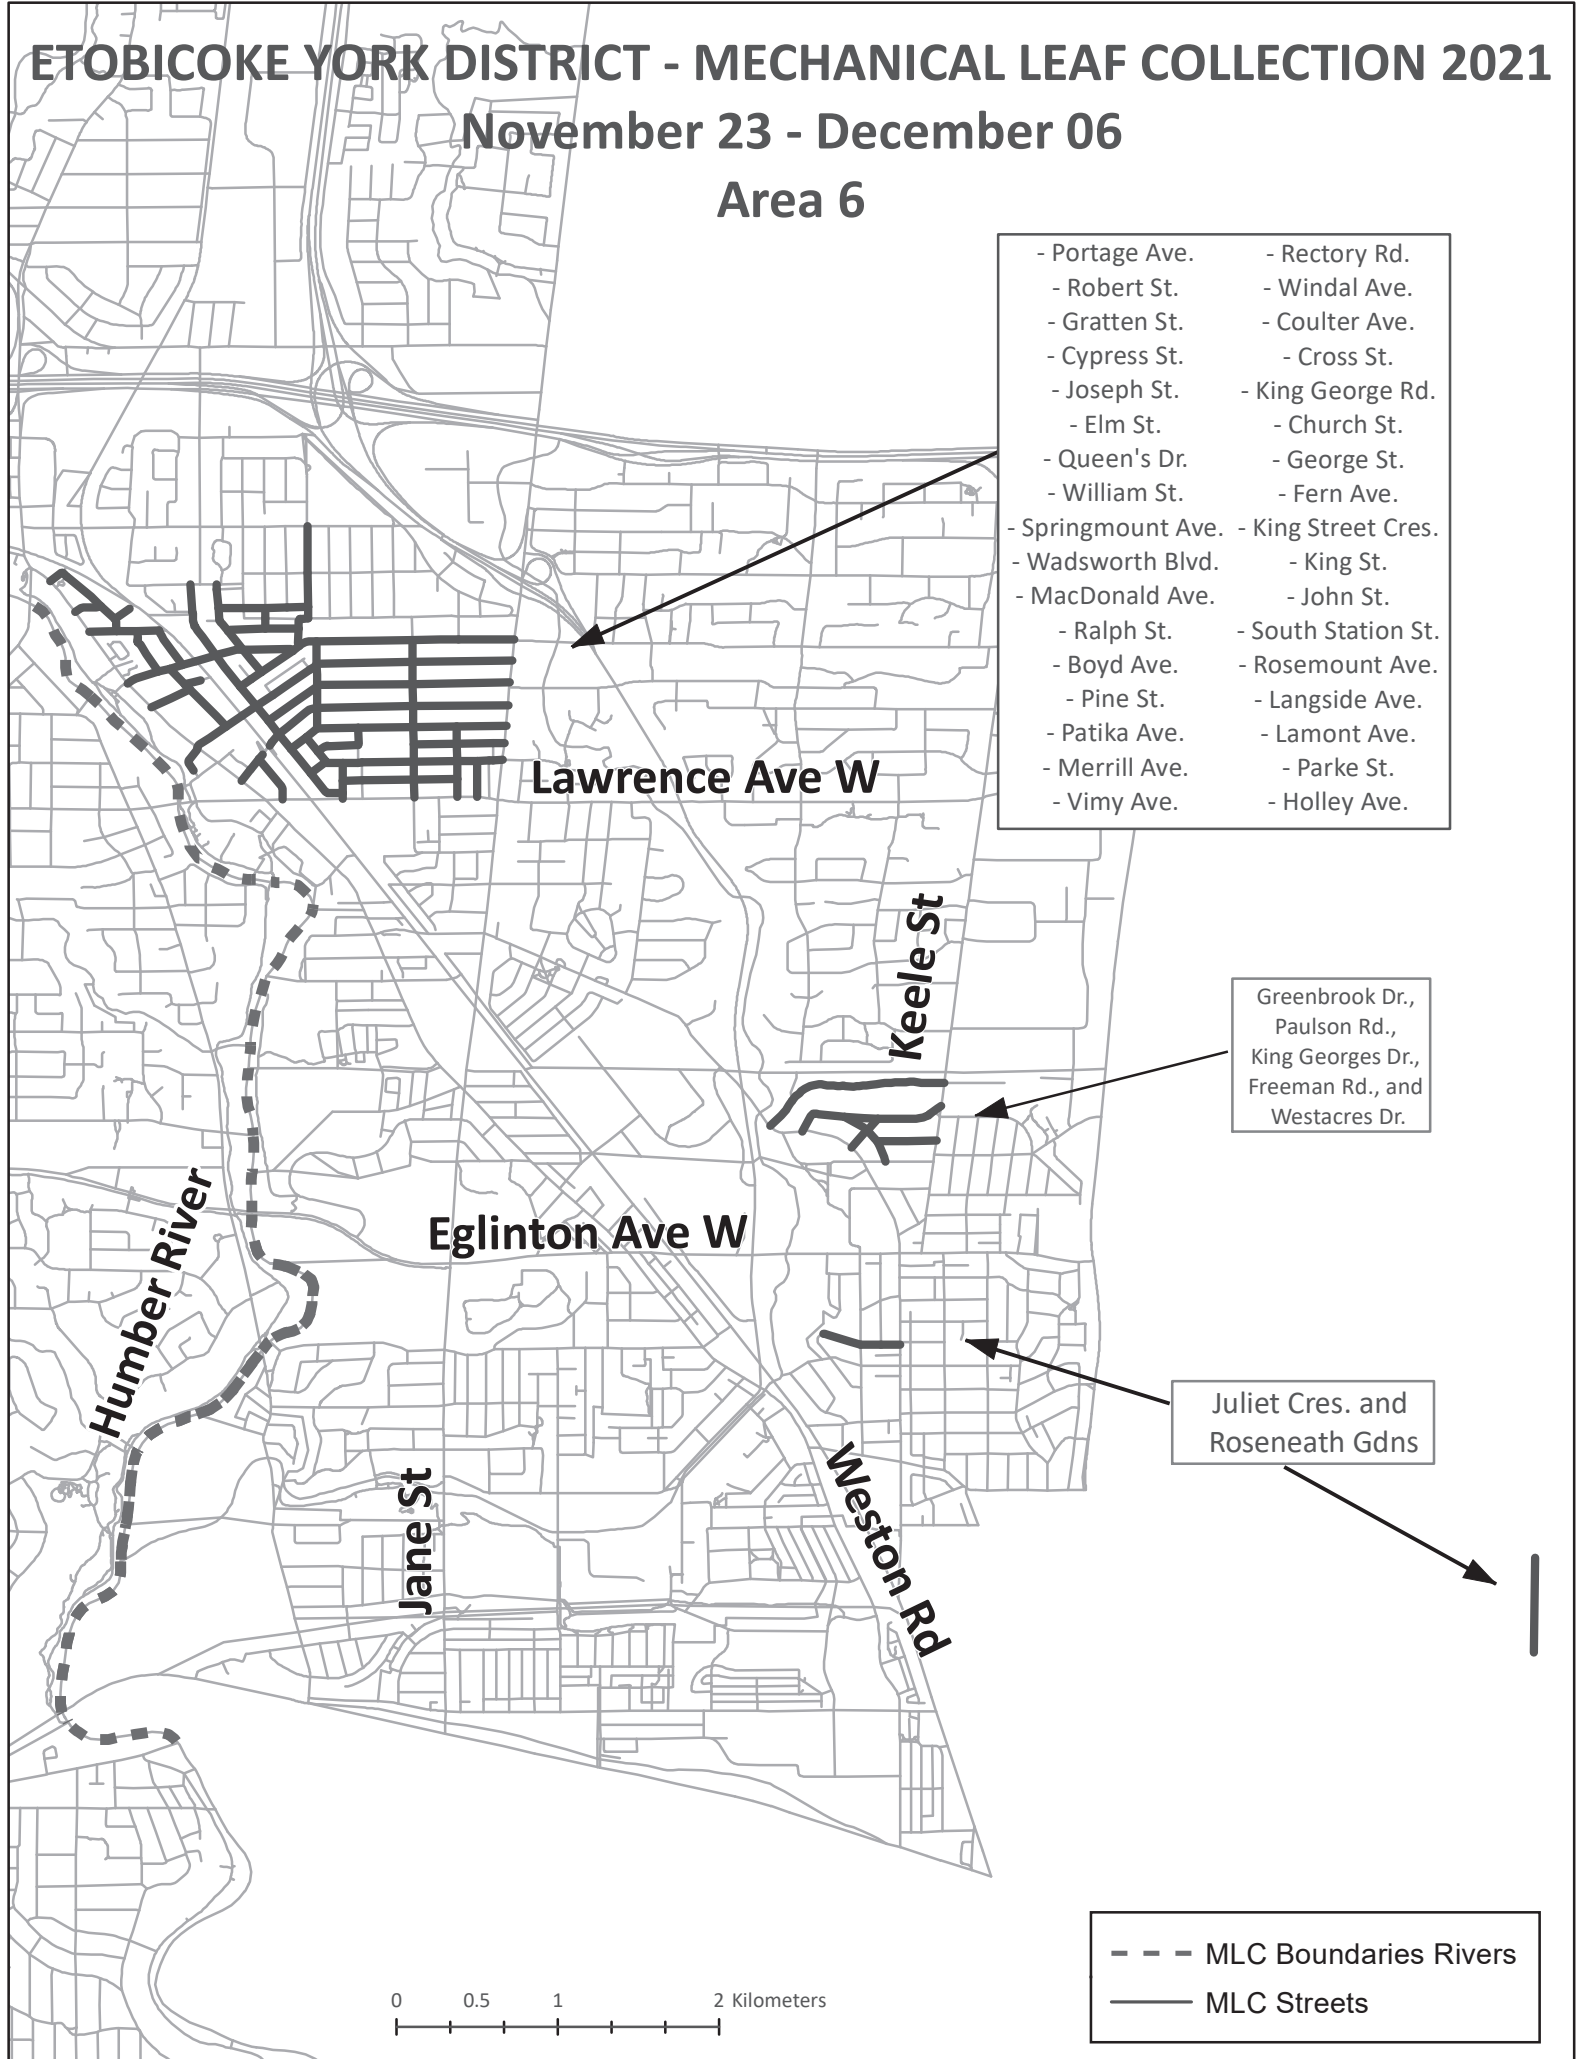 ETOBICOKE YORK DISTRICT - MECHANICAL LEAF COLLECTION 2021
November 23 - December 06
Area 6
- Portage Ave.
- Robert St.
- Gratten St.
- Cypress St.
- Joseph St.
- Elm St.
- Queen's Dr.
- William St.
- Springmount Ave.
- Wadsworth Blvd.
- MacDonald Ave.
- Ralph St.
- Boyd Ave.
- Pine St.
- Patika Ave.
- Merrill Ave.
- Vimy Ave.
- Rectory Rd.
- Windal Ave.
- Coulter Ave.
- Cross St.
- King George Rd.
- Church St.
- George St.
- Fern Ave.
- King Street Cres.
- King St.
- John St.
- South Station St.
- Rosemount Ave.
- Langside Ave.
- Lamont Ave.
- Parke St.
- Holley Ave.
Lawrence Ave W
Keele St
Greenbrook Dr.,
Paulson Rd.,
King Georges Dr.,
Freeman Rd., and
Westacres Dr.
Humber River
Eglinton Ave W
Juliet Cres. and
Roseneath Gdns
Jane St
Weston Rd
MLC Boundaries Rivers
MLC Streets
0 0.5 1 2 Kilometers